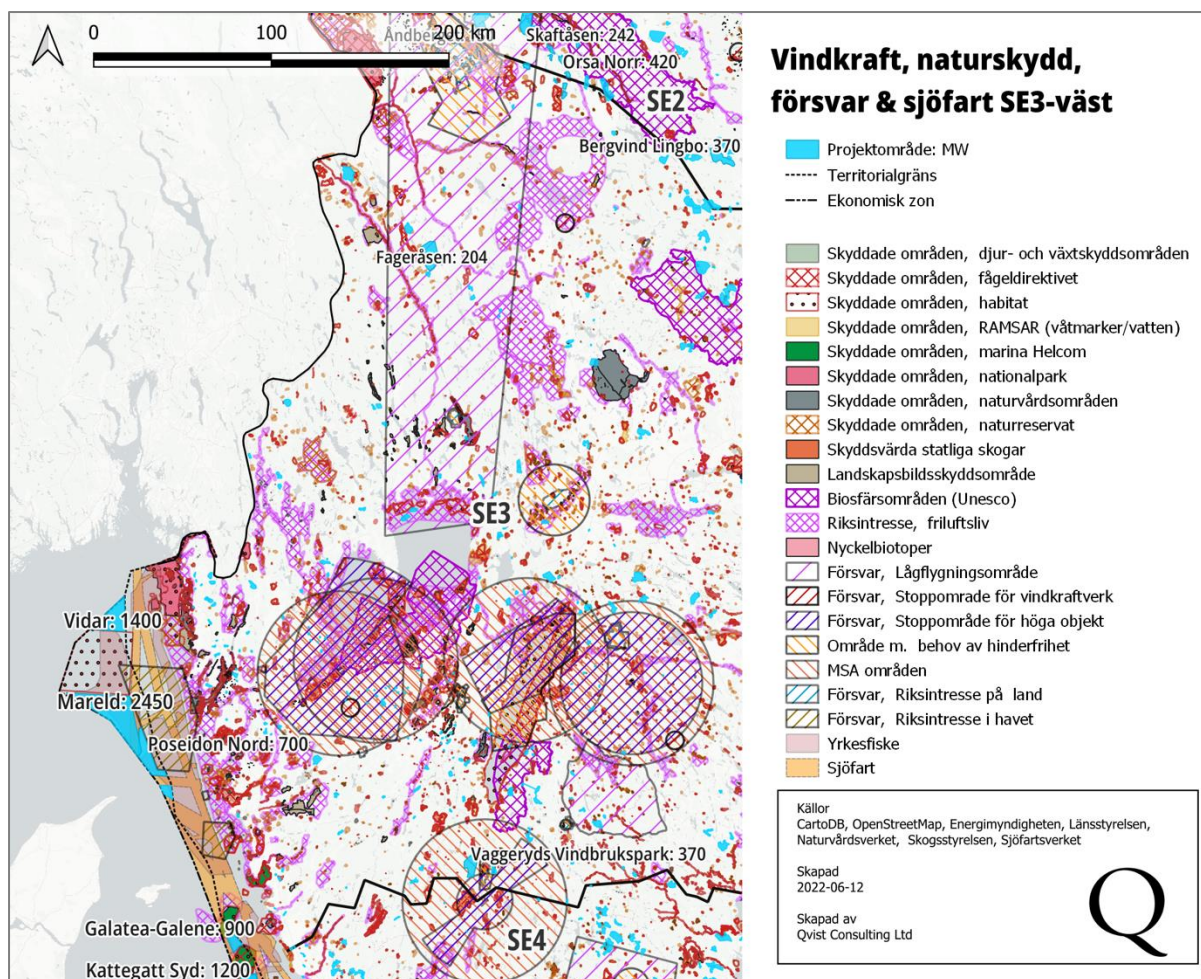 0
100
200 km
Åndberget
Skaftåsen: 242
Orsa Norr: 420
SE2
Bergvind Lingbo: 370
Fageråsen: 204
SE3
Vidar: 1400
Mareld: 2450
Poseidon Nord: 700
Vaggeryds Vindbrukspark: 370
Galatea-Galene: 900
SE4
Kattegatt Syd: 1200
Vindkraft, naturskydd,
försvar & sjöfart SE3-väst
Projektområde: MW
Territorialgräns
Ekonomisk zon
Skyddade områden, djur- och växtskyddsområden
Skyddade områden, fågeldirektivet
Skyddade områden, habitat
Skyddade områden, RAMSAR (våtmarker/vatten)
Skyddade områden, marina Helcom
Skyddade områden, nationalpark
Skyddade områden, naturvårdsområden
Skyddade områden, naturreservat
Skyddsvärda statliga skogar
Landskapsbildsskyddsområde
Biosfärsområden (Unesco)
Riksintresse, friluftsliv
Nyckelbiotoper
Försvar, Lågflygningsområde
Försvar, Stoppomrade för vindkraftverk
Försvar, Stoppområde för höga objekt
Område m. behov av hinderfrihet
MSA områden
Försvar, Riksintresse på land
Försvar, Riksintresse i havet
Yrkesfiske
Sjöfart
Källor
CartoDB, OpenStreetMap, Energimyndigheten, Länsstyrelsen,
Naturvårdsverket, Skogsstyrelsen, Sjöfartsverket
Skapad
2022-06-12
Skapad av
Qvist Consulting Ltd
Q